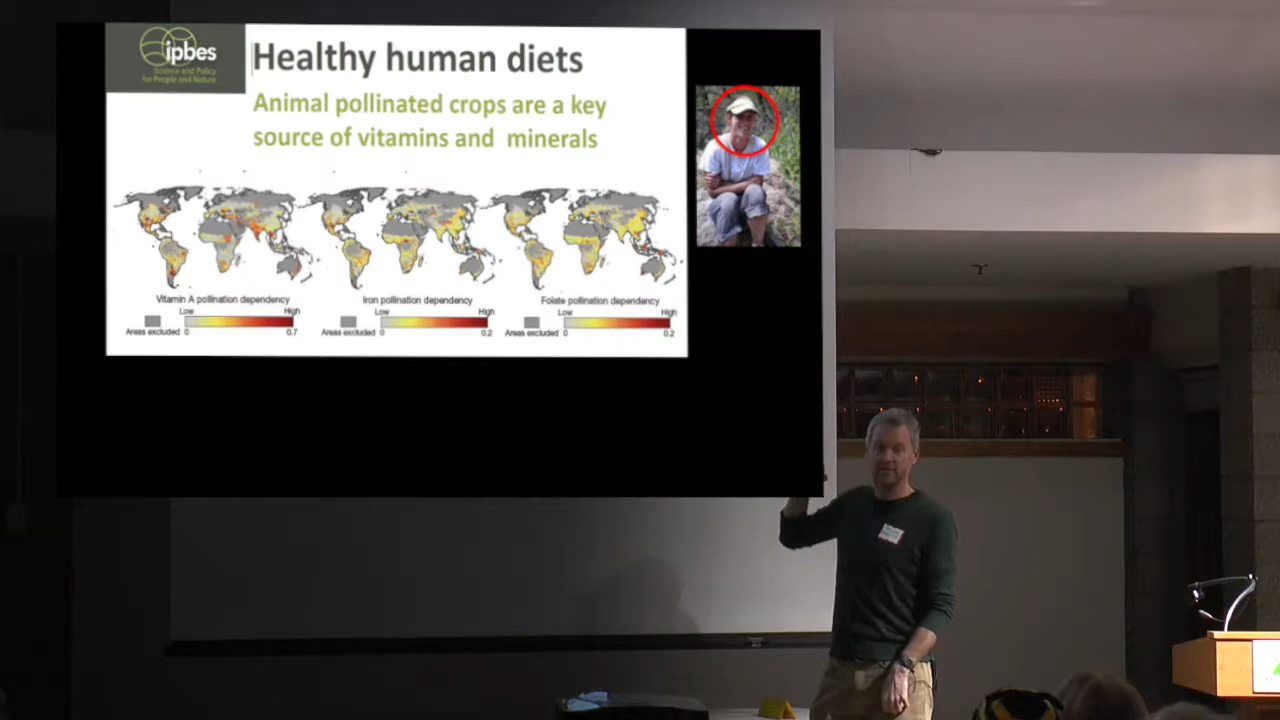 ipbes
Science and Policy
for People and Nature
Healthy human diets
Animal pollinated crops are a key
source of vitamins and minerals
Vitamin A pollination dependency
Low High
Areas excluded 0 0.7
Iron pollination dependency
Low High
Areas excluded 0 0.2
Folate pollination dependency
Low High
Areas excluded 0 0.2